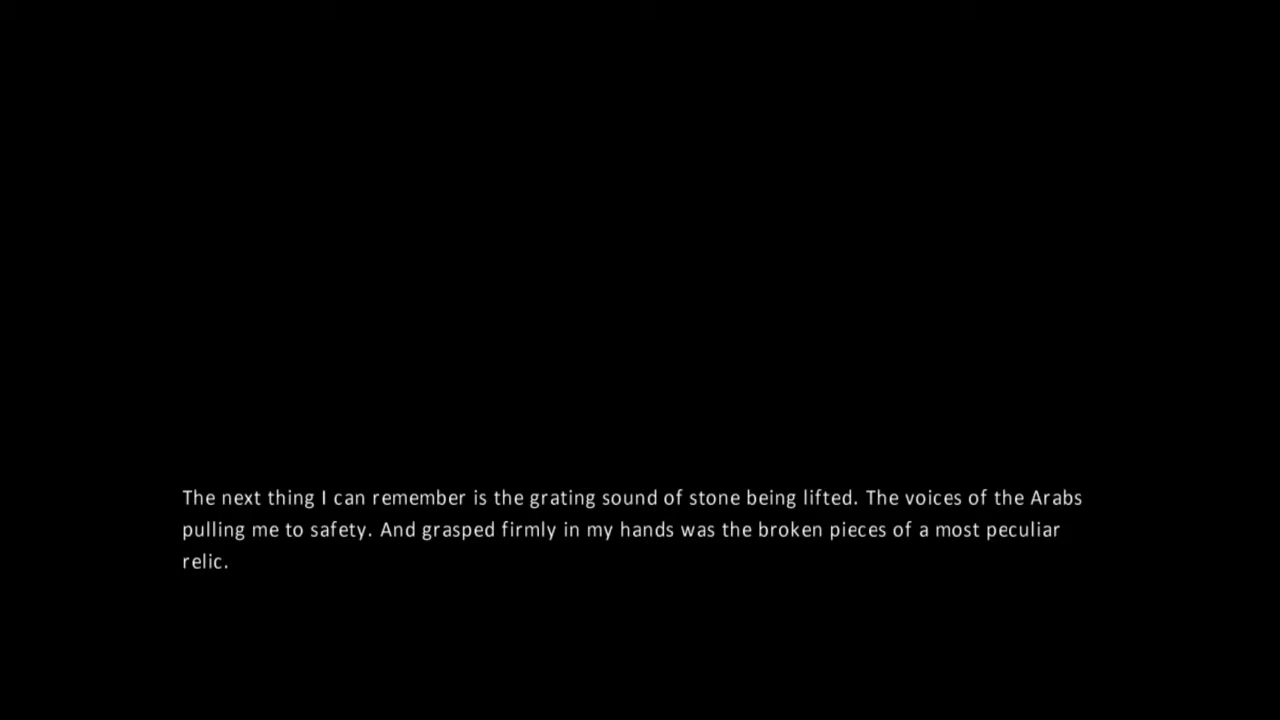 The next thing I can remember is the grating sound of stone being lifted. The voices of the Arabs
pulling me to safety. And grasped firmly in my hands was the broken pieces of a most peculiar
relic.